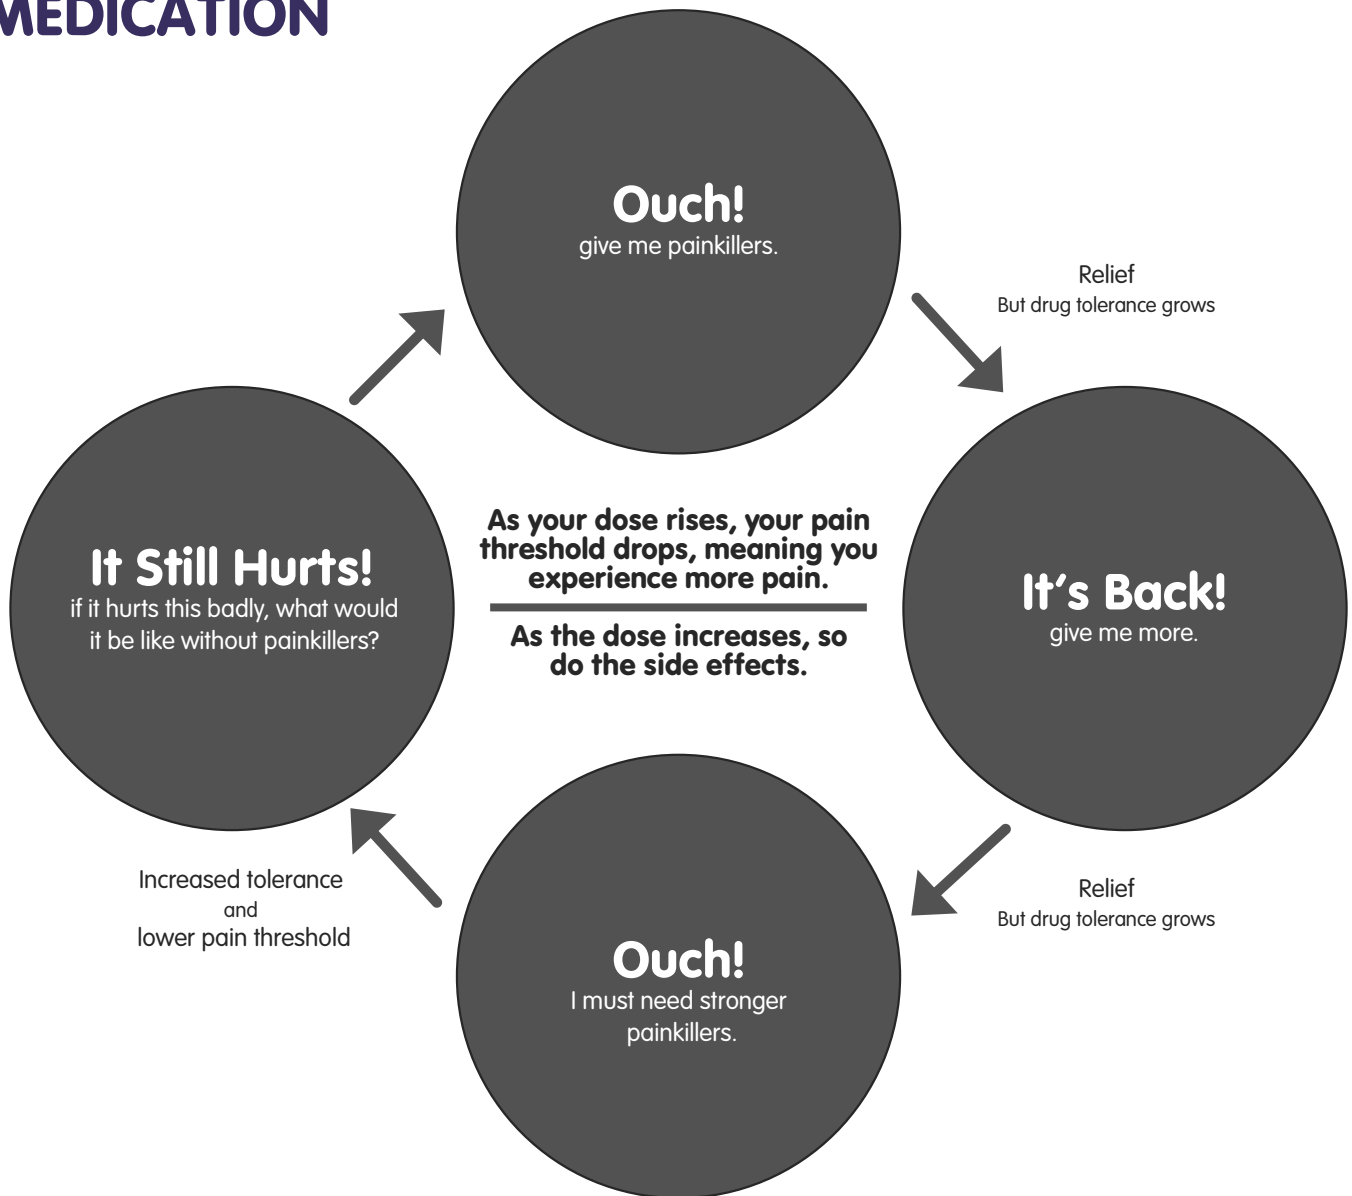 MEDICATION
Ouch!
give me painkillers.
Relief
But drug tolerance grows
It's Back!
give me more.
Relief
But drug tolerance grows
Ouch!
I must need stronger
painkillers.
Increased tolerance
and
lower pain threshold
It Still Hurts!
if it hurts this badly, what would
it be like without painkillers?
As your dose rises, your pain
threshold drops, meaning you
experience more pain.
As the dose increases, so
do the side effects.